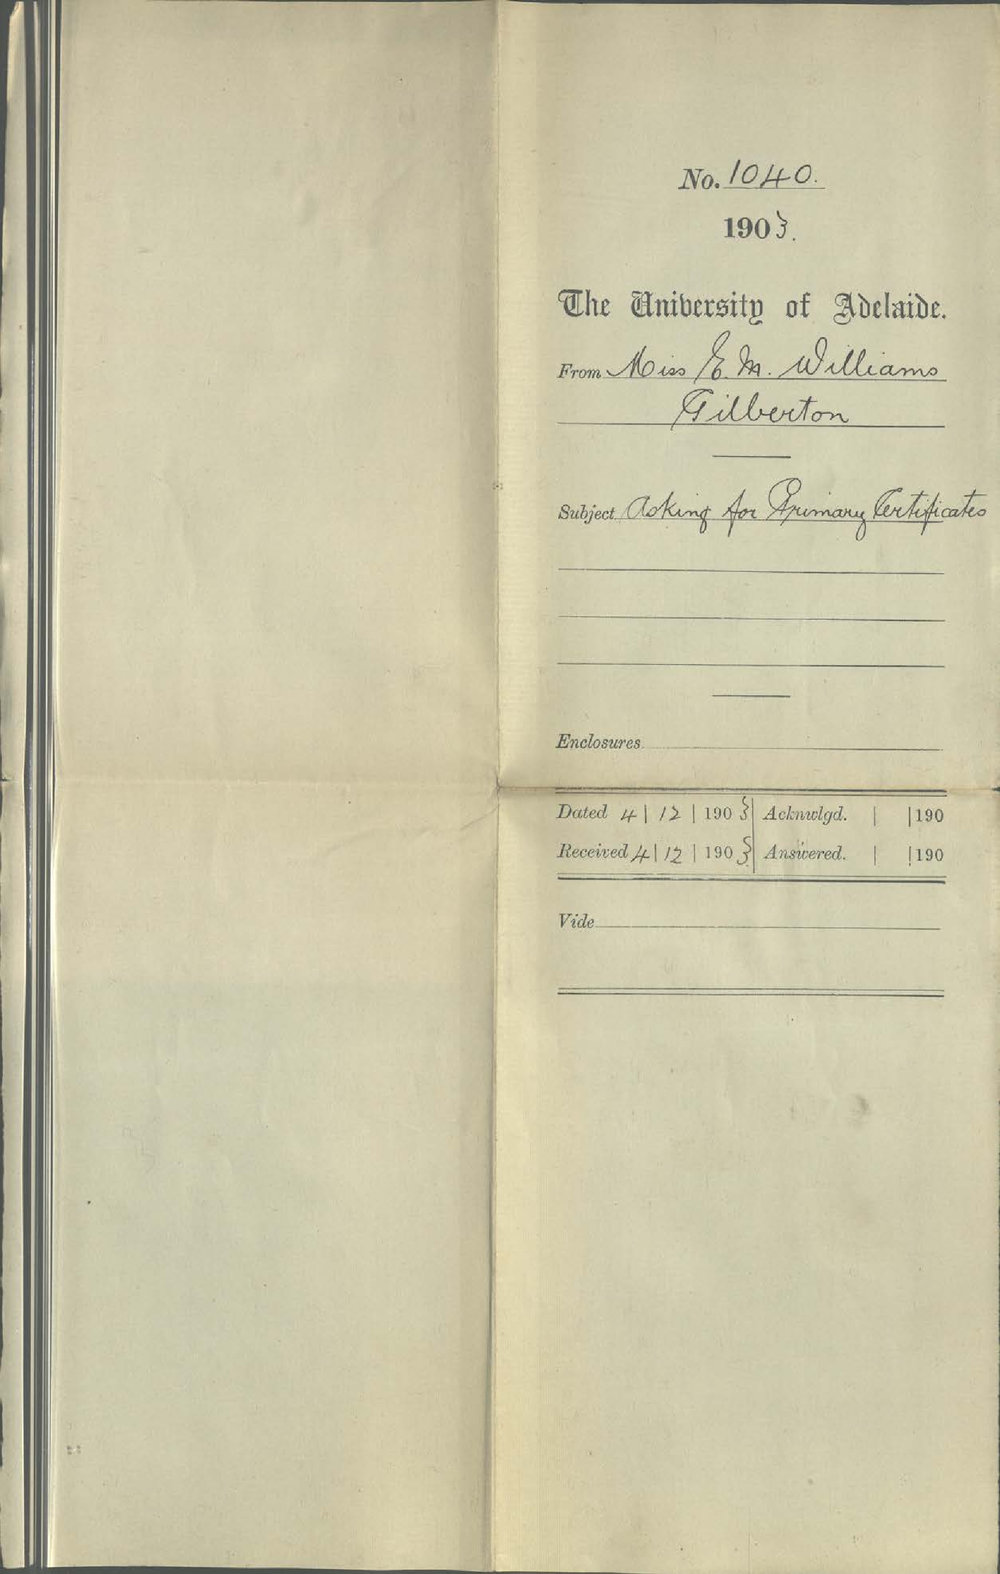 No. 1040.
1903.
The University of Adelaide.
From Miss E. M. Williams
Gilberton
Subject Asking for Primary Certificates
Enclosures
Dated 4 | 12 | 1903 | Acknwlgd. | | 190
Received 4 | 12 | 1903 | Answered. | | 190
Vide